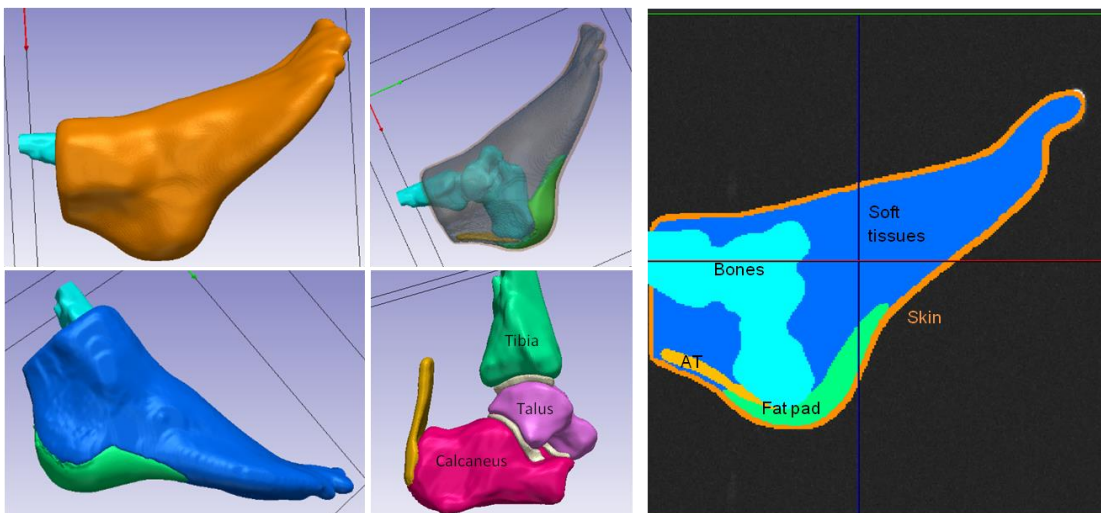 Tibia
Talus
Calcaneus
Soft
tissues
Bones
Skin
AT
Fat pad